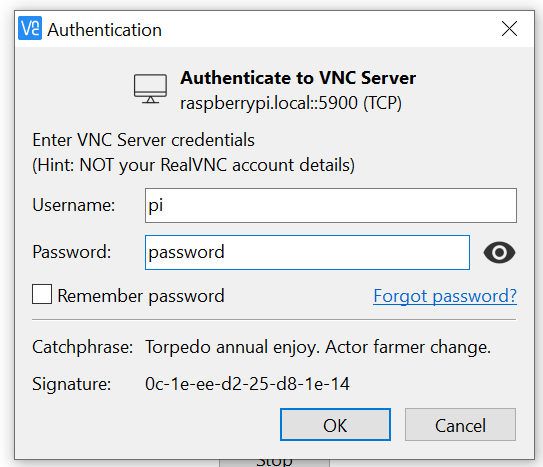 VNC Authentication
Authenticate to VNC Server
raspberrypi.local::5900 (TCP)
Enter VNC Server credentials
(Hint: NOT your RealVNC account details)
Username: pi
Password: password
Remember password Forgot password?
Catchphrase: Torpedo annual enjoy. Actor farmer change.
Signature: 0c-1e-ee-d2-25-d8-1e-14
OK Cancel
Stop